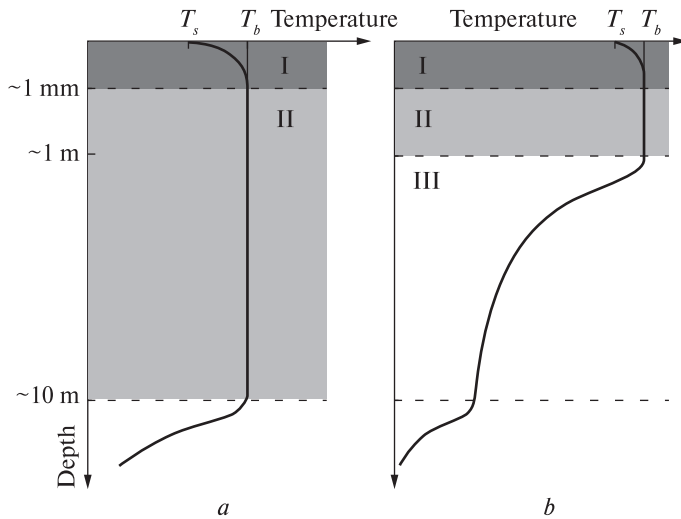 T_s T_b Temperature
Temperature T_s T_b
I
I
~1 mm
II
II
~1 m
III
~10 m
Depth
a
b